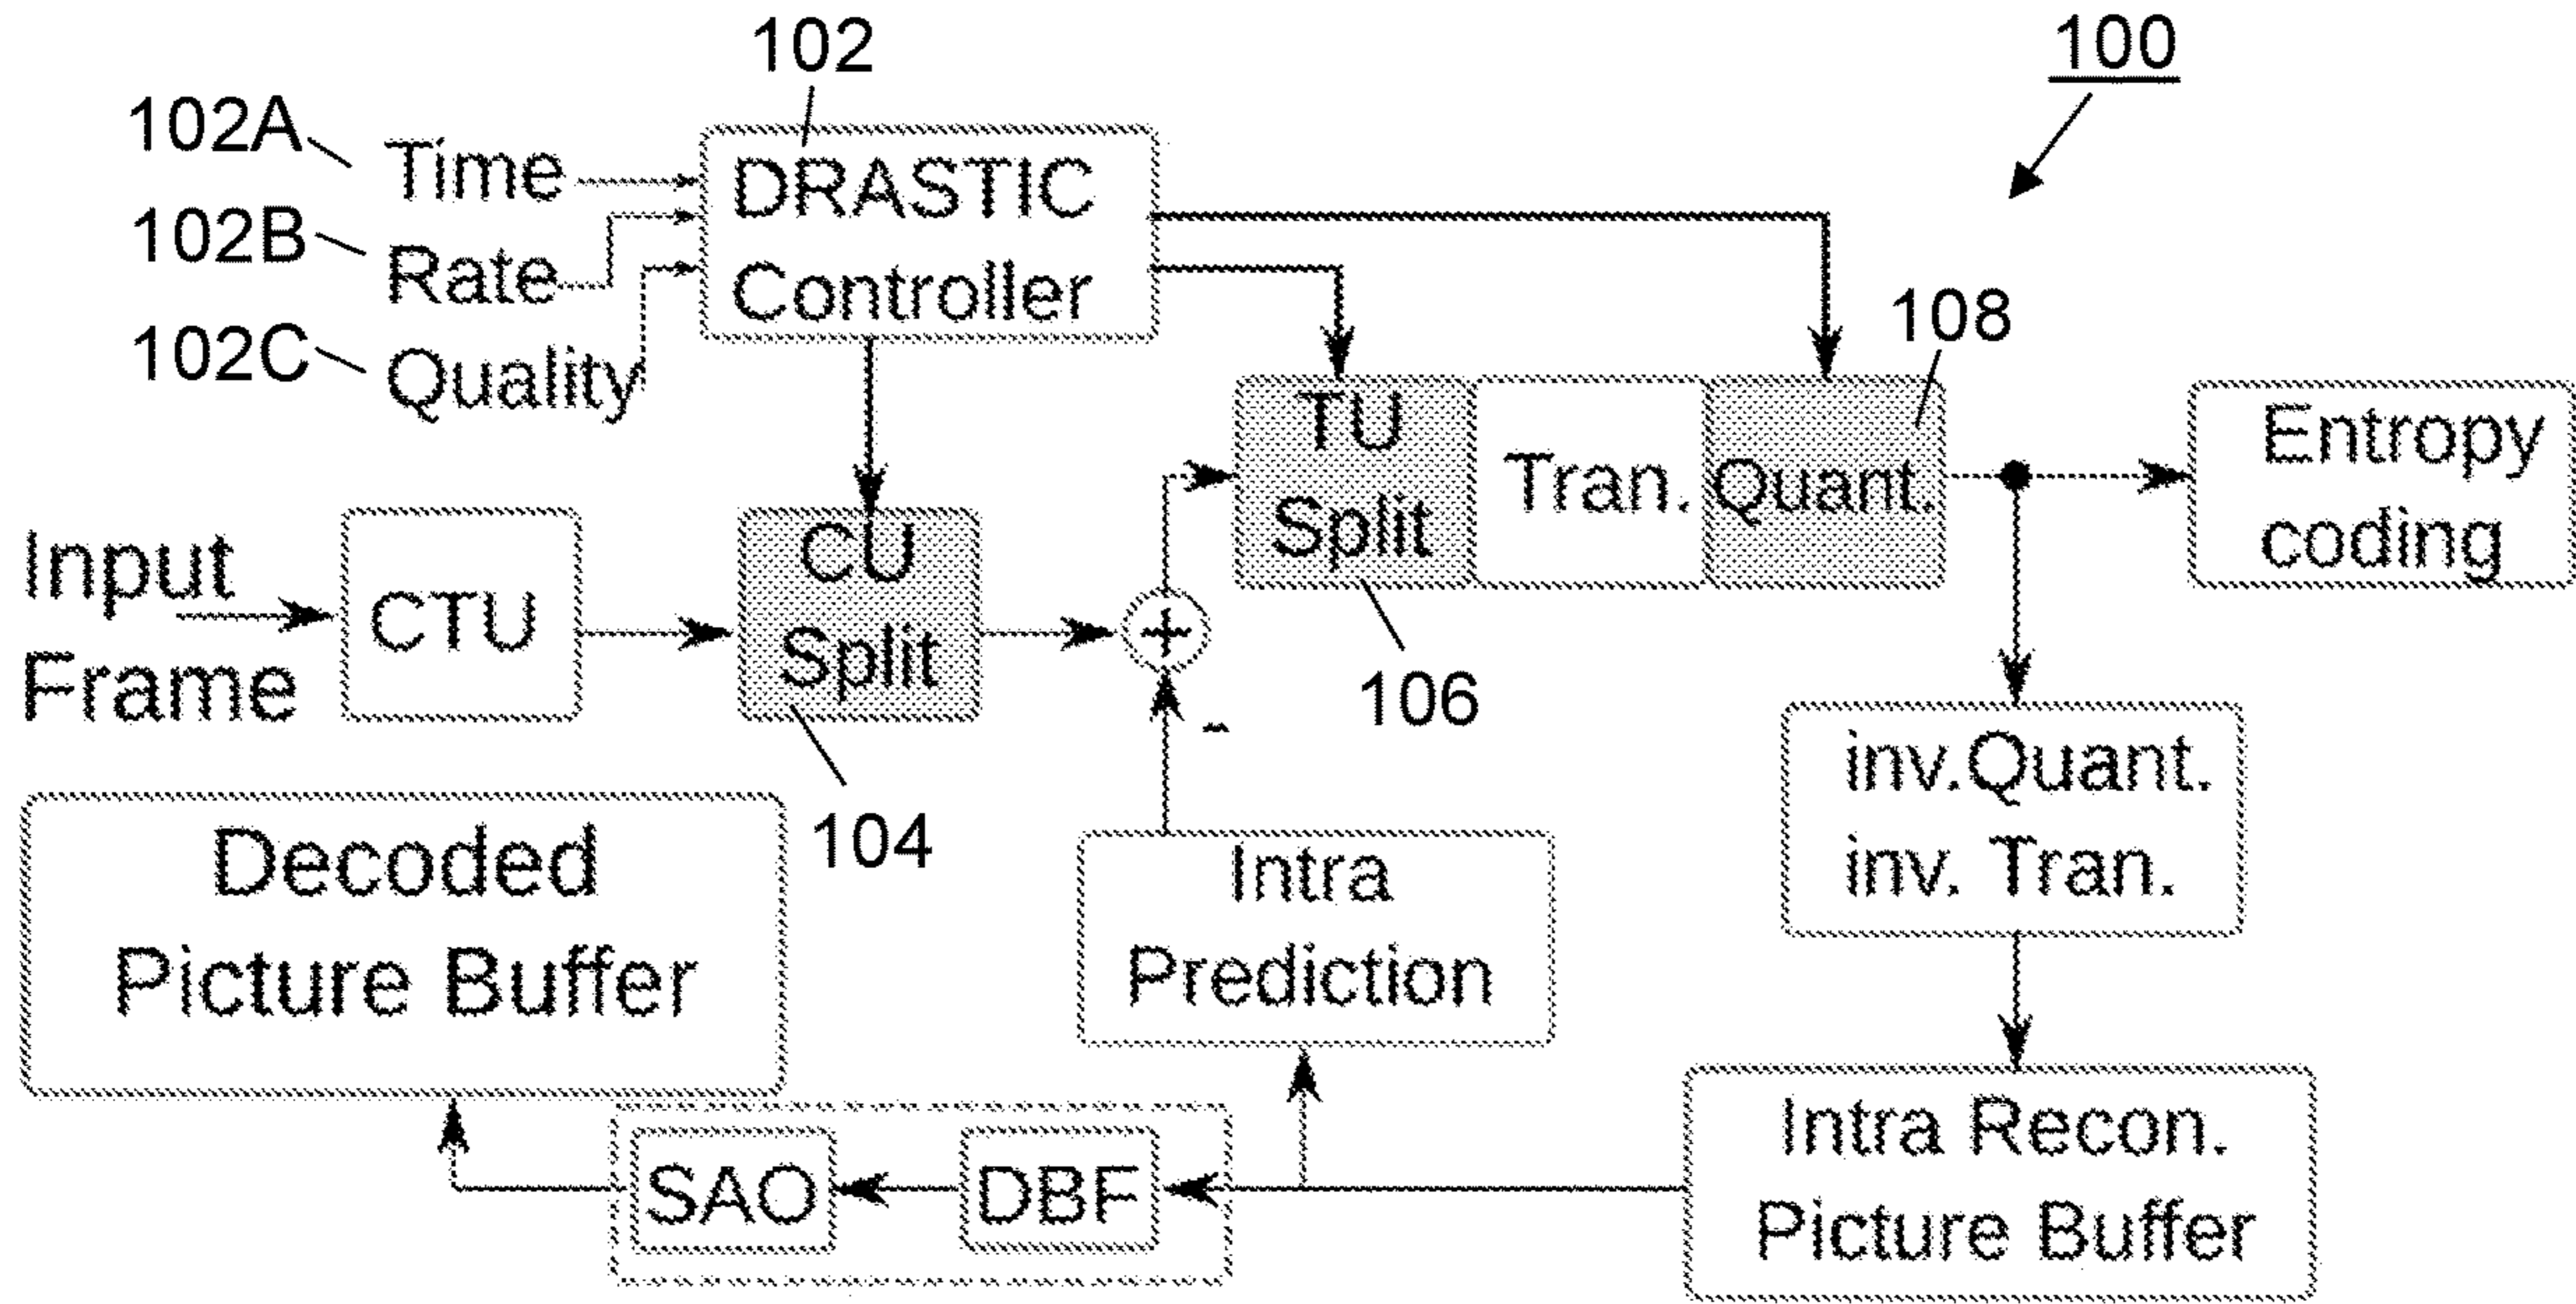 102
100
102A
Time
DRASTIC
Controller
102B
Rate
102C
Quality
108
TU
Split
Tran.
Quant.
Entropy
coding
Input
Frame
CTU
CU
Split
+
-
106
104
inv.Quant.
inv. Tran.
Decoded
Picture Buffer
Intra
Prediction
SAO
DBF
Intra Recon.
Picture Buffer